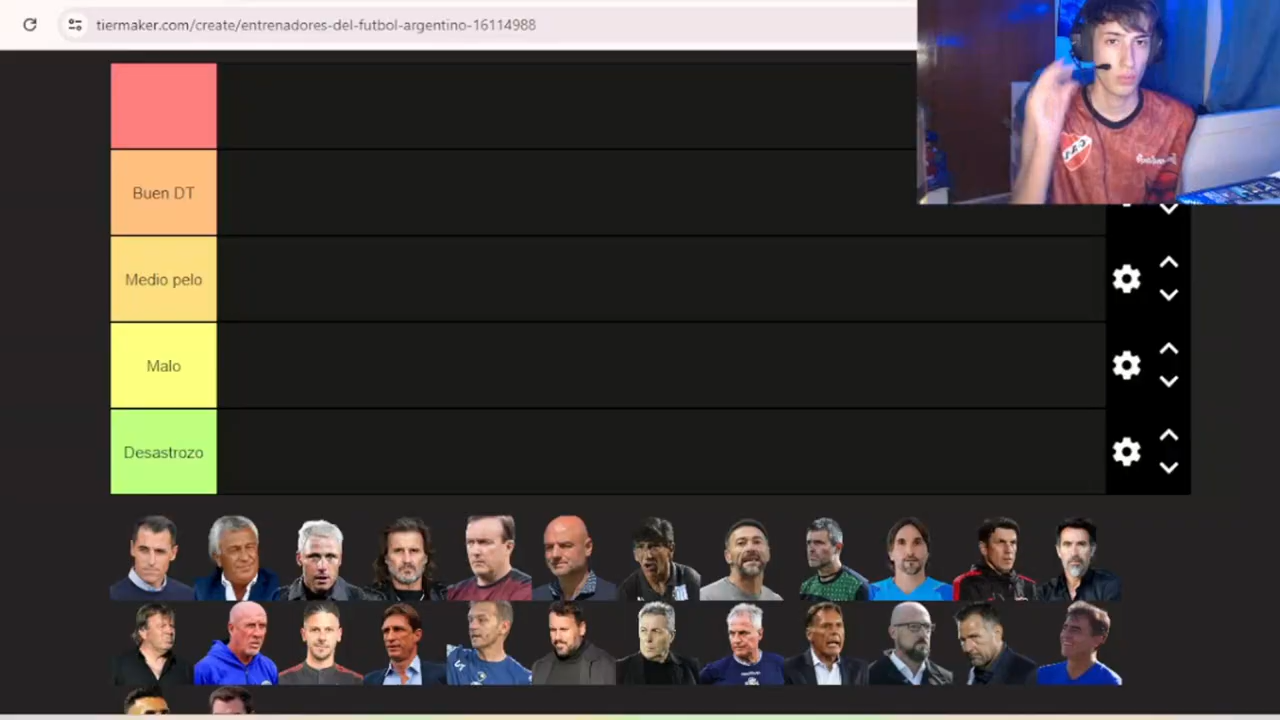 tiermaker.com/create/entrenadores-del-futbol-argentino-16114988
Buen DT
Medio pelo
Malo
Desastrozo